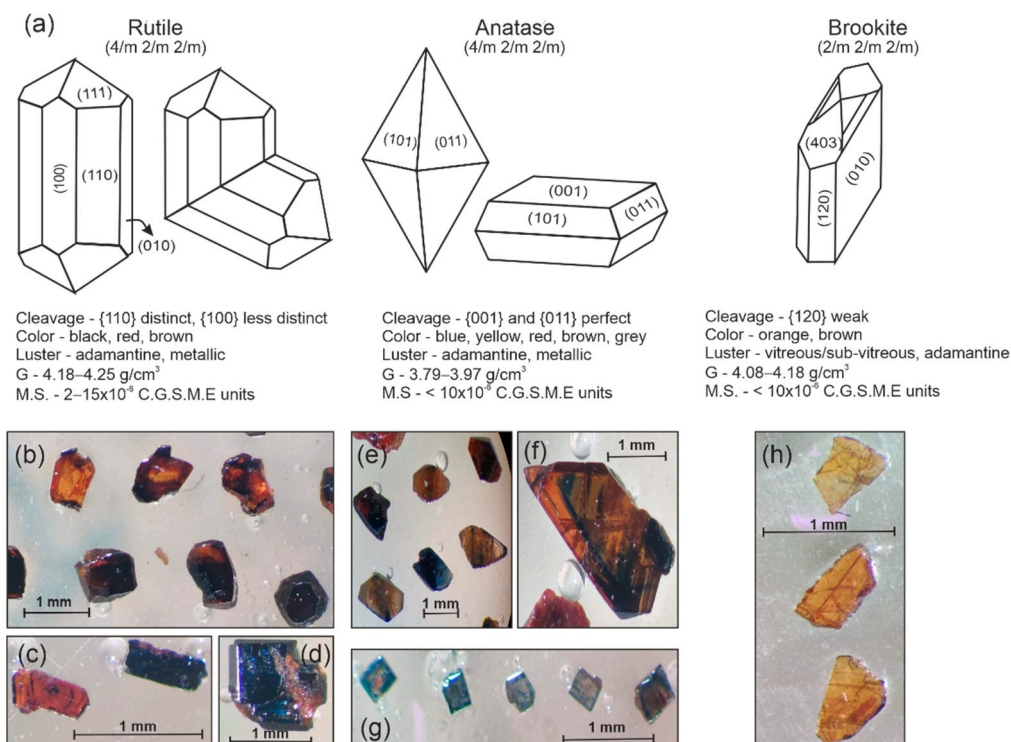 (a)
Rutile
(4/m 2/m 2/m)
Anatase
(4/m 2/m 2/m)
Brookite
(2/m 2/m 2/m)
(111)
(100)
(110)
(010)
(101)
(011)
(001)
(101)
(011)
(403)
(010)
(120)
Cleavage - {110} distinct, {100} less distinct
Color - black, red, brown
Luster - adamantine, metallic
G - 4.18–4.25 g/cm³
M.S. - 2–15x10⁻⁶ C.G.S.M.E units
Cleavage - {001} and {011} perfect
Color - blue, yellow, red, brown, grey
Luster - adamantine, metallic
G - 3.79–3.97 g/cm³
M.S - < 10x10⁻⁶ C.G.S.M.E units
Cleavage - {120} weak
Color - orange, brown
Luster - vitreous/sub-vitreous, adamantine
G - 4.08–4.18 g/cm³
M.S. - < 10x10⁻⁶ C.G.S.M.E units
(b)
1 mm
(c)
1 mm
(d)
1 mm
(e)
1 mm
(f)
1 mm
(g)
1 mm
(h)
1 mm